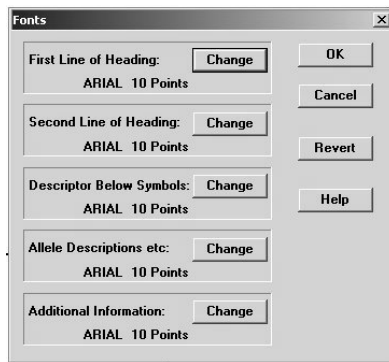 Fonts
First Line of Heading: Change
ARIAL 10 Points
Second Line of Heading: Change
ARIAL 10 Points
Descriptor Below Symbols: Change
ARIAL 10 Points
Allele Descriptions etc: Change
ARIAL 10 Points
Additional Information: Change
ARIAL 10 Points
OK
Cancel
Revert
Help